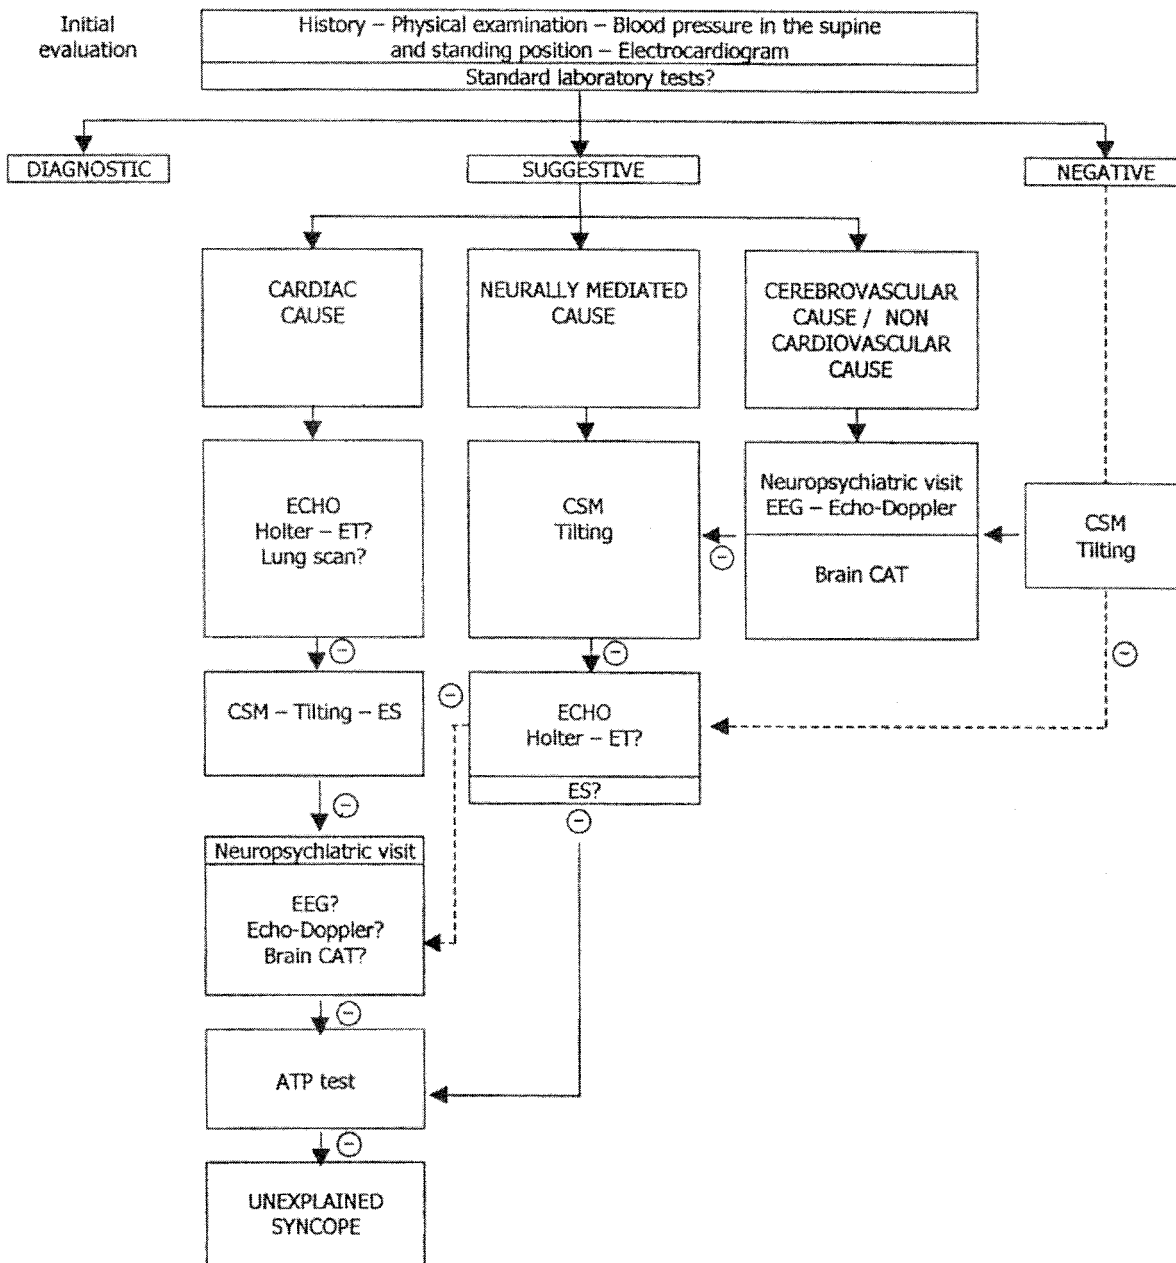 Initial
evaluation
History – Physical examination – Blood pressure in the supine
and standing position – Electrocardiogram
Standard laboratory tests?
DIAGNOSTIC
SUGGESTIVE
NEGATIVE
CARDIAC
CAUSE
NEURALLY MEDIATED
CAUSE
CEREBROVASCULAR
CAUSE / NON
CARDIOVASCULAR
CAUSE
ECHO
Holter – ET?
Lung scan?
CSM
Tilting
Neuropsychiatric visit
EEG – Echo-Doppler
Brain CAT
CSM
Tilting
–
–
–
–
CSM – Tilting – ES
–
ECHO
Holter – ET?
ES?
–
–
Neuropsychiatric visit
EEG?
Echo-Doppler?
Brain CAT?
–
ATP test
–
UNEXPLAINED
SYNCOPE